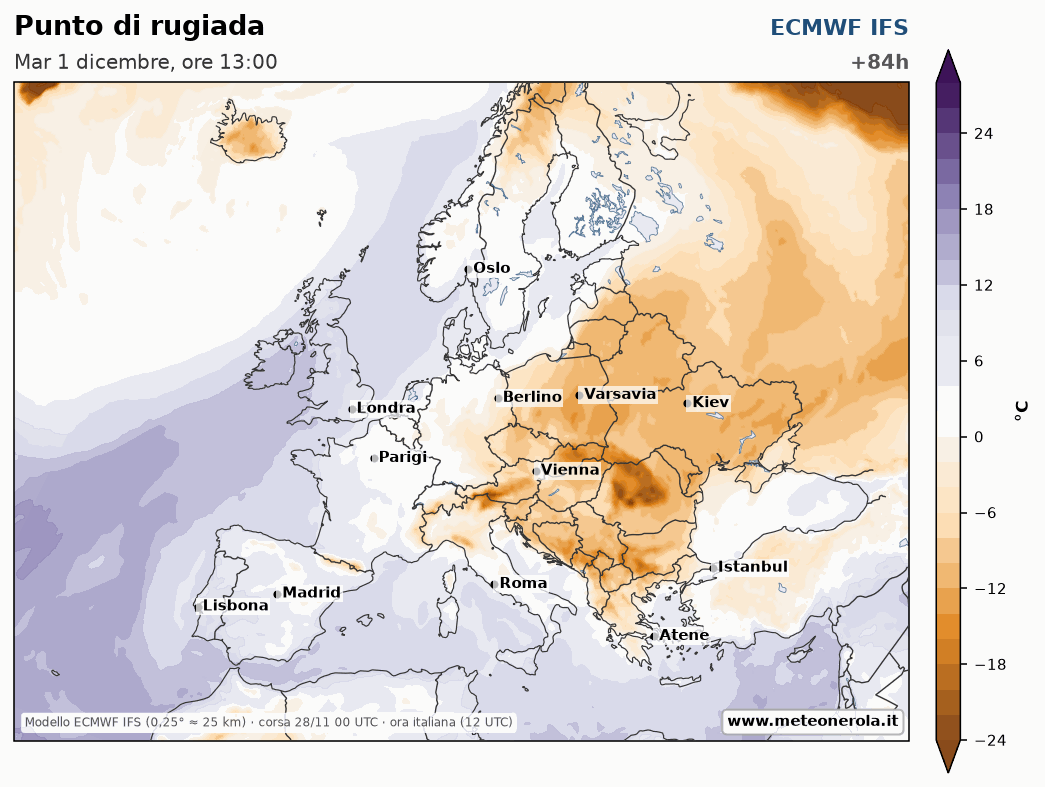 Punto di rugiada
ECMWF IFS
Mar 1 dicembre, ore 13:00
+84h
Oslo
Londra
Berlino
Varsavia
Kiev
Parigi
Vienna
Istanbul
Roma
Madrid
Lisbona
Atene
Modello ECMWF IFS (0,25° ≈ 25 km) · corsa 28/11 00 UTC · ora italiana (12 UTC)
www.meteonerola.it
24
18
12
6
0
−6
−12
−18
−24
°C